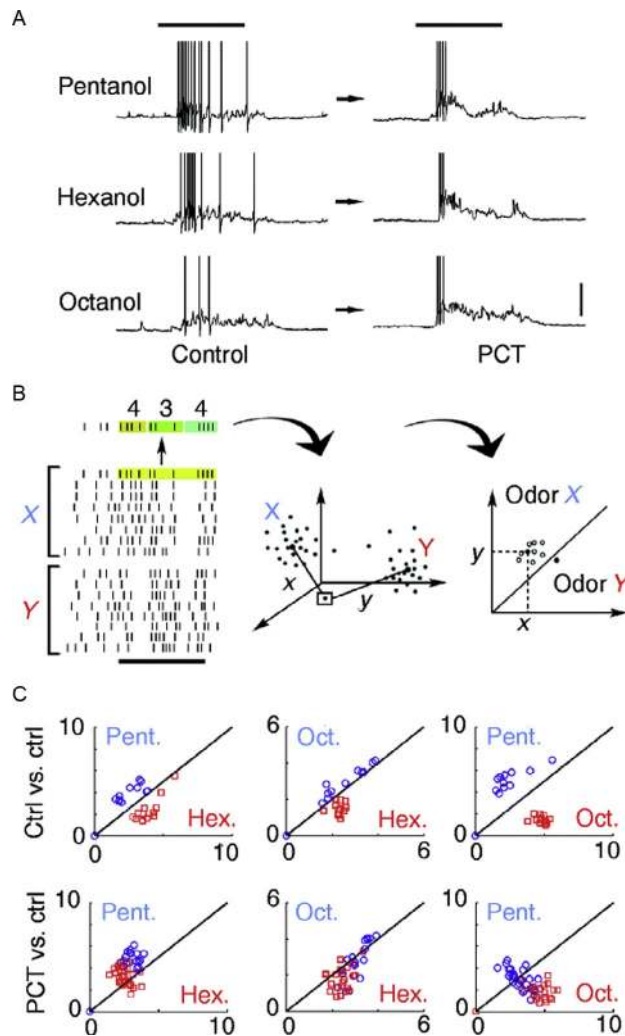 A
Pentanol
Hexanol
Octanol
Control PCT
B
4 3 4
X
Y
X
Y
x
y
Odor X
Odor Y
y
x
C
Ctrl vs. ctrl
10
Pent.
0
Hex.
0 10
6
Oct.
0
Hex.
0 6
10
Pent.
0
Oct.
0 10
PCT vs. ctrl
10
Pent.
0
Hex.
0 10
6
Oct.
0
Hex.
0 6
10
Pent.
0
Oct.
0 10